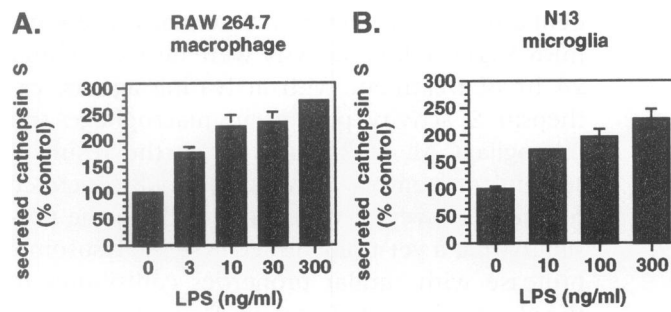 A.
RAW 264.7
macrophage
secreted cathepsin S
(% control)
300
250
200
150
100
50
0
0 3 10 30 300
LPS (ng/ml)
B.
N13
microglia
secreted cathepsin S
(% control)
300
250
200
150
100
50
0
0 10 100 300
LPS (ng/ml)